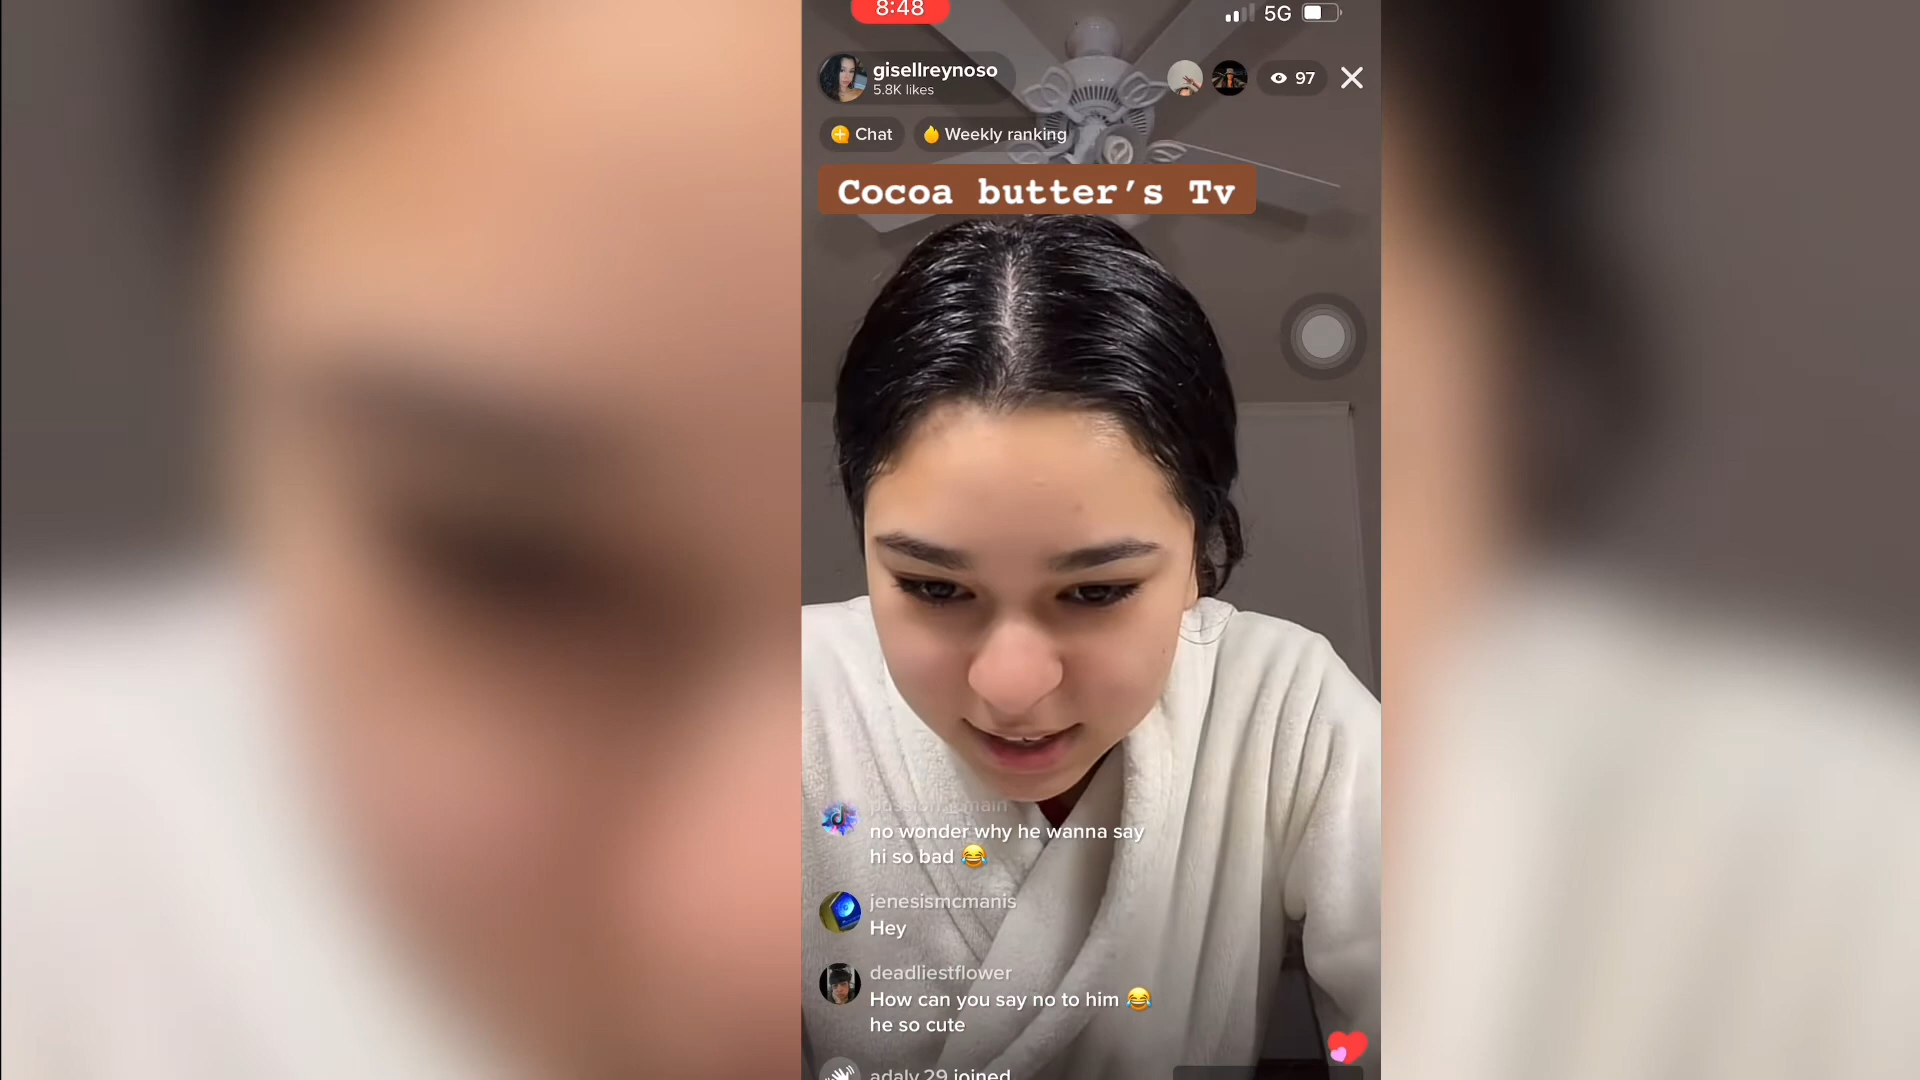 8:48
5G
gisellreynoso
5.8K likes
97
Chat
Weekly ranking
Cocoa butter’s Tv
no wonder why he wanna say
hi so bad 😂
jenesismcmanis
Hey
deadliestflower
How can you say no to him 😂
he so cute
adaly.29 joined